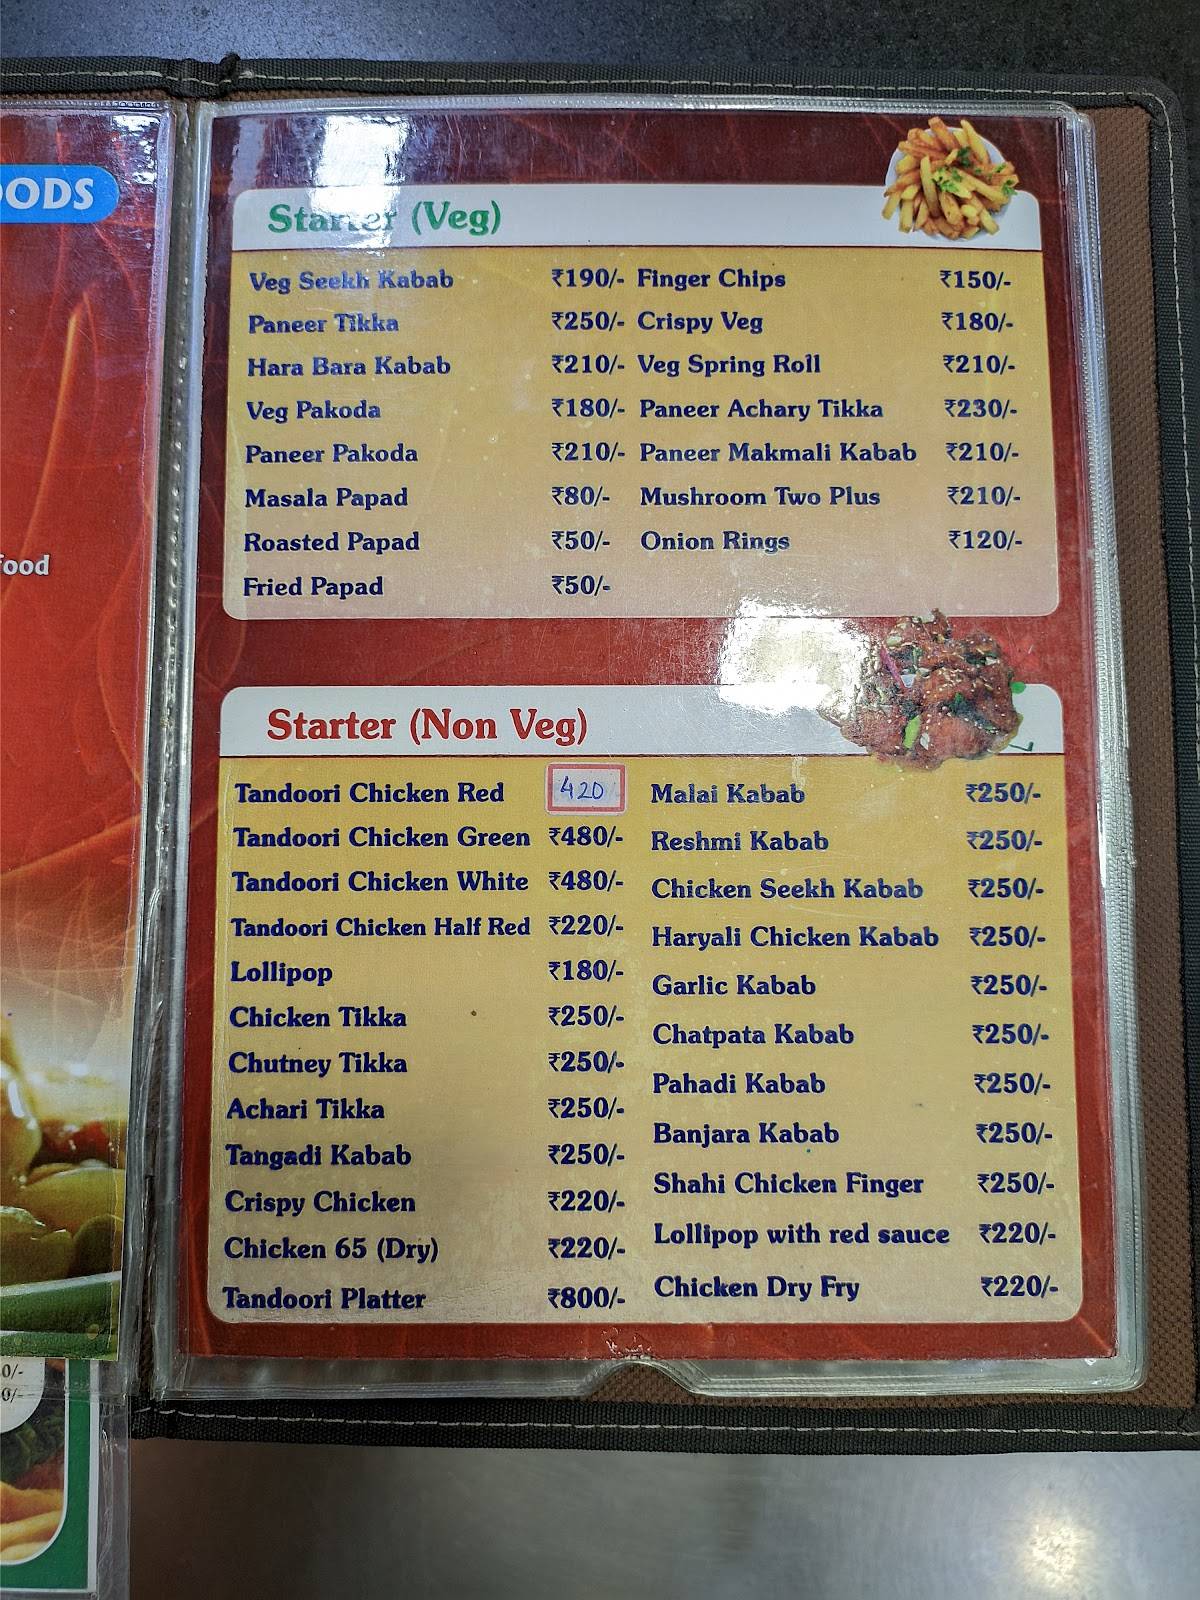 OODS
food
0/-
0/-
Starter (Veg)
Veg Seekh Kabab ₹190/-
Paneer Tikka ₹250/-
Hara Bara Kabab ₹210/-
Veg Pakoda ₹180/-
Paneer Pakoda ₹210/-
Masala Papad ₹80/-
Roasted Papad ₹50/-
Fried Papad ₹50/-
Finger Chips ₹150/-
Crispy Veg ₹180/-
Veg Spring Roll ₹210/-
Paneer Achary Tikka ₹230/-
Paneer Makmali Kabab ₹210/-
Mushroom Two Plus ₹210/-
Onion Rings ₹120/-
Starter (Non Veg)
Tandoori Chicken Red 420
Tandoori Chicken Green ₹480/-
Tandoori Chicken White ₹480/-
Tandoori Chicken Half Red ₹220/-
Lollipop ₹180/-
Chicken Tikka ₹250/-
Chutney Tikka ₹250/-
Achari Tikka ₹250/-
Tangadi Kabab ₹250/-
Crispy Chicken ₹220/-
Chicken 65 (Dry) ₹220/-
Tandoori Platter ₹800/-
Malai Kabab ₹250/-
Reshmi Kabab ₹250/-
Chicken Seekh Kabab ₹250/-
Haryali Chicken Kabab ₹250/-
Garlic Kabab ₹250/-
Chatpata Kabab ₹250/-
Pahadi Kabab ₹250/-
Banjara Kabab ₹250/-
Shahi Chicken Finger ₹250/-
Lollipop with red sauce ₹220/-
Chicken Dry Fry ₹220/-